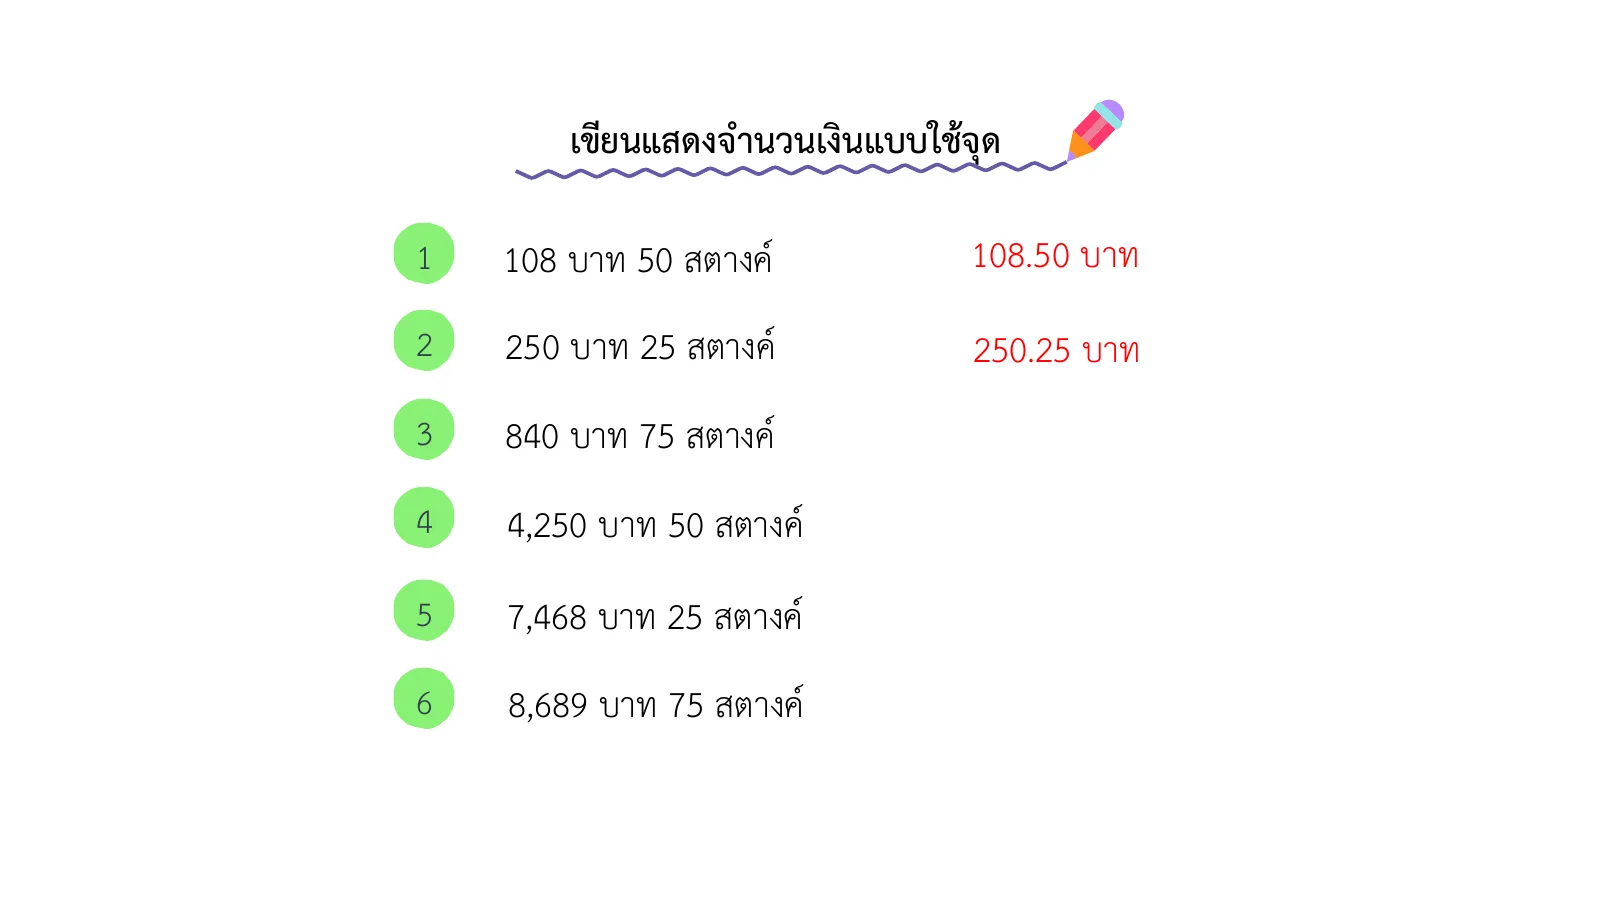 เขียนแสดงจำนวนเงินแบบใช้จุด
1 108 บาท 50 สตางค์ 108.50 บาท
2 250 บาท 25 สตางค์ 250.25 บาท
3 840 บาท 75 สตางค์
4 4,250 บาท 50 สตางค์
5 7,468 บาท 25 สตางค์
6 8,689 บาท 75 สตางค์